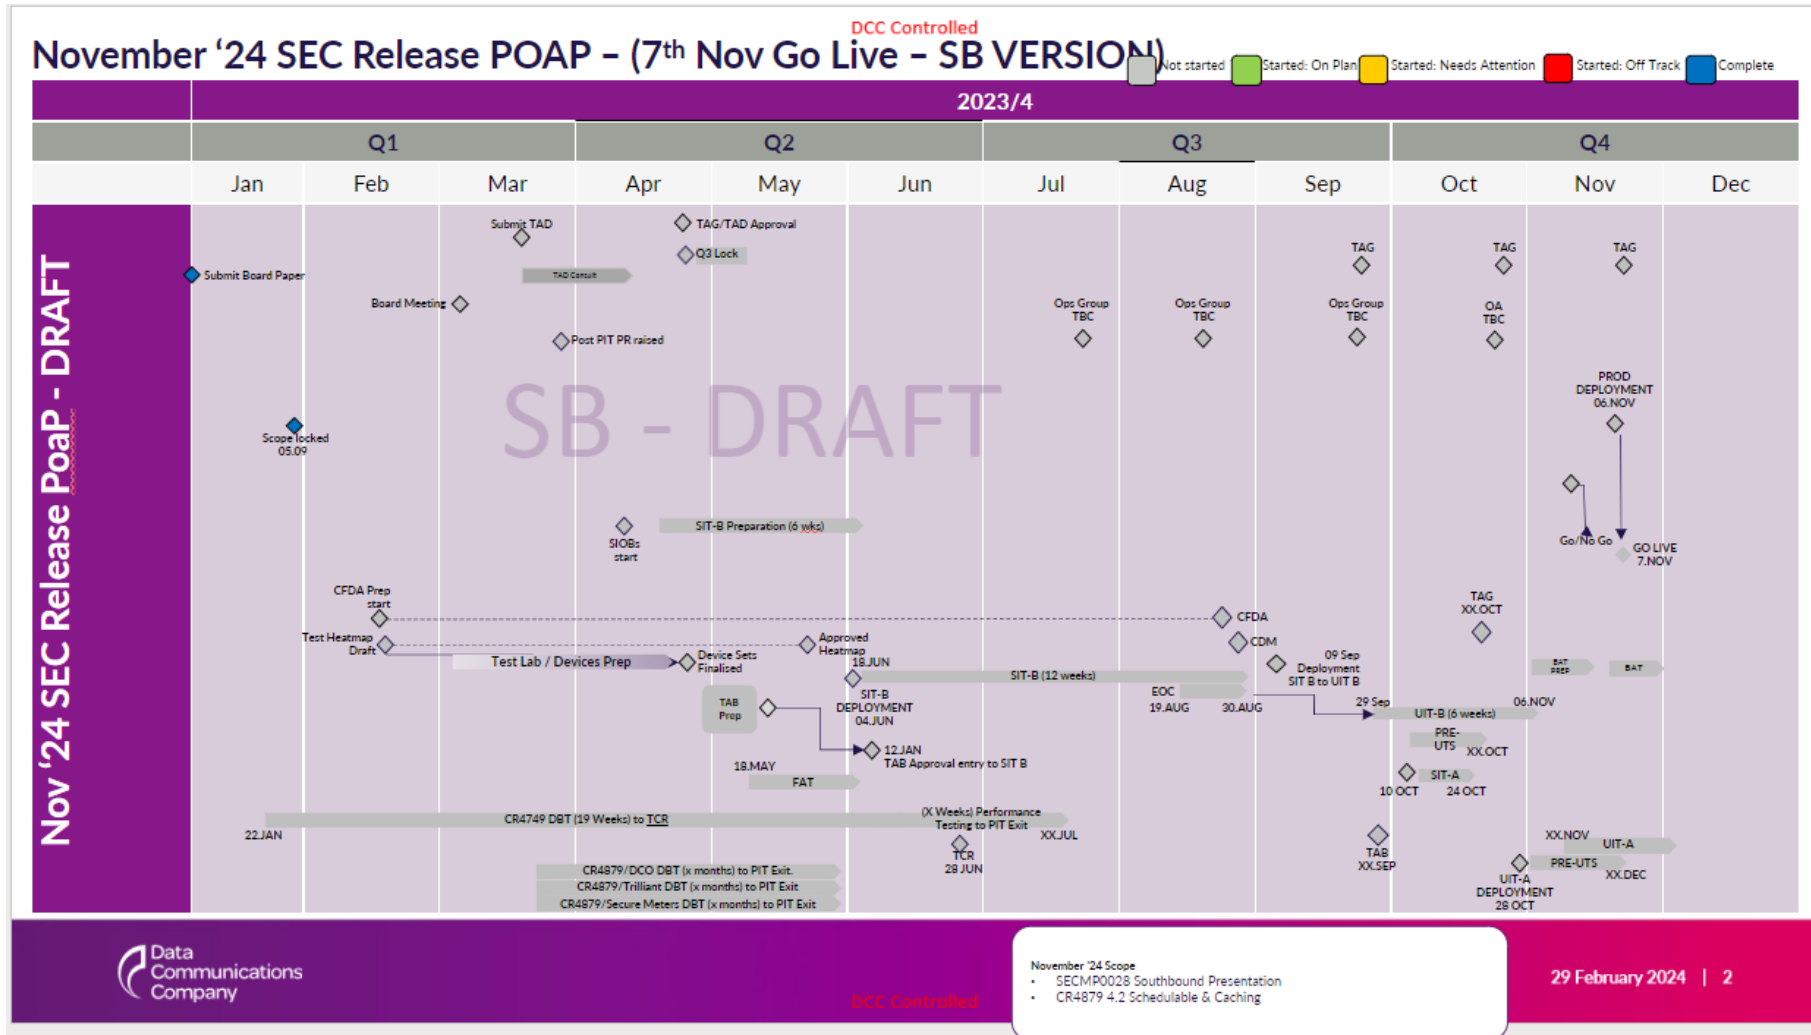 DCC Controlled
November ‘24 SEC Release POAP – (7th Nov Go Live – SB VERSION)
Not started
Started: On Plan
Started: Needs Attention
Started: Off Track
Complete
2023/4
Q1
Q2
Q3
Q4
Jan
Feb
Mar
Apr
May
Jun
Jul
Aug
Sep
Oct
Nov
Dec
Nov ‘24 SEC Release PoaP - DRAFT
SB - DRAFT
Submit TAD
TAG/TAD Approval
Q3 Lock
TAG
TAG
TAG
Submit Board Paper
TAD Consult
Board Meeting
Ops Group
TBC
Ops Group
TBC
Ops Group
TBC
OA
TBC
Post PIT PR raised
PROD
DEPLOYMENT
06.NOV
Scope locked
05.09
SIOBs
start
SIT-B Preparation (6 wks)
Go/No Go
GO LIVE
7.NOV
CFDA Prep
start
CFDA
TAG
XX.OCT
Test Heatmap
Draft
Approved
Heatmap
CDM
Test Lab / Devices Prep
Device Sets
Finalised
18.JUN
SIT-B (12 weeks)
09 Sep
Deployment
SIT B to UIT B
BAT
PREP
BAT
TAB
Prep
SIT-B
DEPLOYMENT
04.JUN
EOC
19.AUG
30.AUG
29 Sep
UIT-B (6 weeks)
06.NOV
PRE-
UTS
XX.OCT
12.JAN
TAB Approval entry to SIT B
18.MAY
FAT
SIT-A
10 OCT
24 OCT
22.JAN
CR4749 DBT (19 Weeks) to TCR
(X Weeks) Performance
Testing to PIT Exit
XX.JUL
TCR
28 JUN
TAB
XX.SEP
XX.NOV
UIT-A
PRE-UTS
XX.DEC
UIT-A
DEPLOYMENT
28 OCT
CR4879/DCO DBT (x months) to PIT Exit.
CR4879/Trilliant DBT (x months) to PIT Exit
CR4879/Secure Meters DBT (x months) to PIT Exit
Data
Communications
Company
DCC Controlled
November '24 Scope
• SECMP0028 Southbound Presentation
• CR4879 4.2 Schedulable & Caching
29 February 2024 | 2